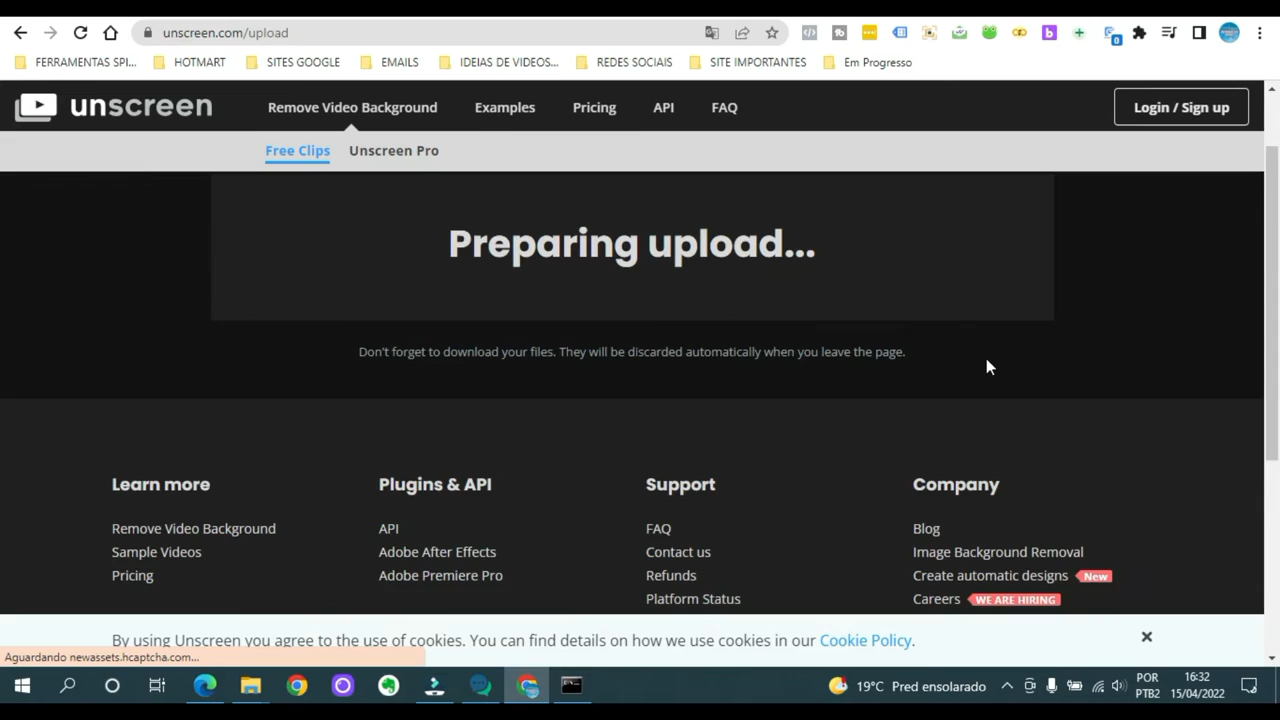 unscreen.com/upload
FERRAMENTAS SPI...
HOTMART
SITES GOOGLE
EMAILS
IDEIAS DE VIDEOS...
REDES SOCIAIS
SITE IMPORTANTES
Em Progresso
unscreen
Remove Video Background
Examples
Pricing
API
FAQ
Login / Sign up
Free Clips
Unscreen Pro
Preparing upload...
Don't forget to download your files. They will be discarded automatically when you leave the page.
Learn more
Remove Video Background
Sample Videos
Pricing
Plugins & API
API
Adobe After Effects
Adobe Premiere Pro
Support
FAQ
Contact us
Refunds
Platform Status
Company
Blog
Image Background Removal
Create automatic designs New
Careers WE ARE HIRING
By using Unscreen you agree to the use of cookies. You can find details on how we use cookies in our Cookie Policy.
Aguardando newassets.hcaptcha.com...
19°C Pred ensolarado
POR
PTB2
16:32
15/04/2022